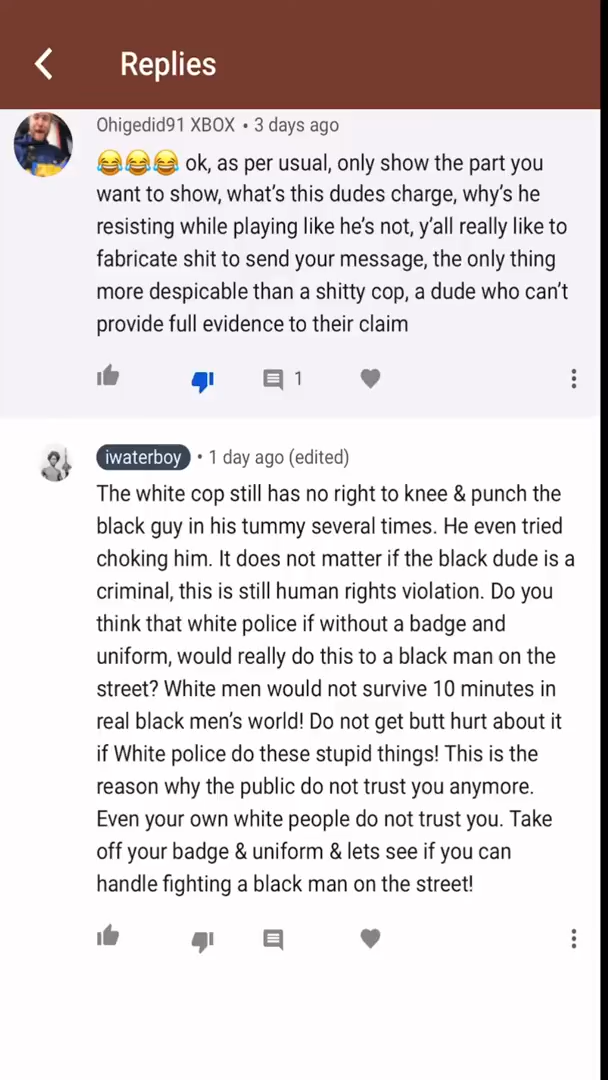 Replies
Ohigedid91 XBOX • 3 days ago
😂😂😂 ok, as per usual, only show the part you
want to show, what's this dudes charge, why's he
resisting while playing like he's not, y'all really like to
fabricate shit to send your message, the only thing
more despicable than a shitty cop, a dude who can't
provide full evidence to their claim
1
iwaterboy • 1 day ago (edited)
The white cop still has no right to knee & punch the
black guy in his tummy several times. He even tried
choking him. It does not matter if the black dude is a
criminal, this is still human rights violation. Do you
think that white police if without a badge and
uniform, would really do this to a black man on the
street? White men would not survive 10 minutes in
real black men's world! Do not get butt hurt about it
if White police do these stupid things! This is the
reason why the public do not trust you anymore.
Even your own white people do not trust you. Take
off your badge & uniform & lets see if you can
handle fighting a black man on the street!